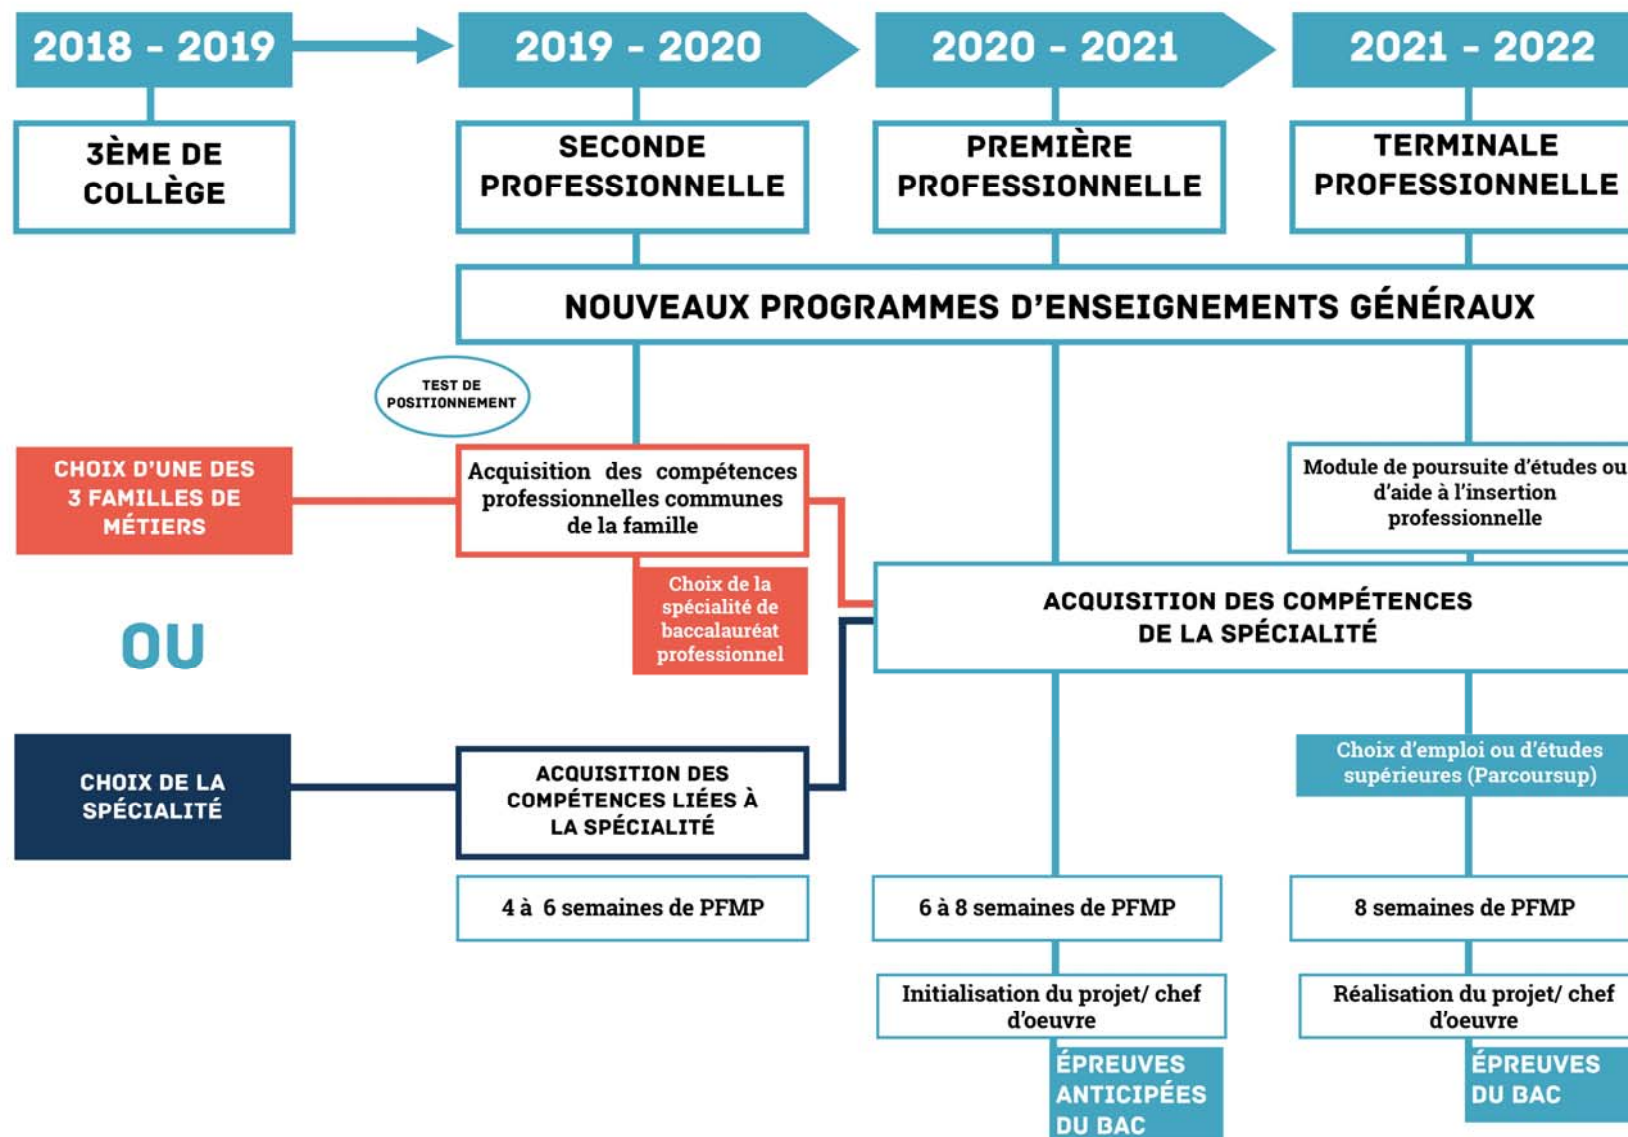 2018 - 2019
2019 - 2020
2020 - 2021
2021 - 2022
3ÈME DE
COLLÈGE
SECONDE
PROFESSIONNELLE
PREMIÈRE
PROFESSIONNELLE
TERMINALE
PROFESSIONNELLE
NOUVEAUX PROGRAMMES D'ENSEIGNEMENTS GÉNÉRAUX
TEST DE
POSITIONNEMENT
CHOIX D'UNE DES
3 FAMILLES DE
MÉTIERS
Acquisition des compétences
professionnelles communes
de la famille
Module de poursuite d'études ou
d'aide à l'insertion
professionnelle
Choix de la
spécialité de
baccalauréat
professionnel
ACQUISITION DES COMPÉTENCES
DE LA SPÉCIALITÉ
OU
CHOIX DE LA
SPÉCIALITÉ
ACQUISITION DES
COMPÉTENCES LIÉES À
LA SPÉCIALITÉ
Choix d'emploi ou d'études
supérieures (Parcoursup)
4 à 6 semaines de PFMP
6 à 8 semaines de PFMP
8 semaines de PFMP
Initialisation du projet/ chef
d'oeuvre
Réalisation du projet/ chef
d'oeuvre
ÉPREUVES
ANTICIPÉES
DU BAC
ÉPREUVES
DU BAC